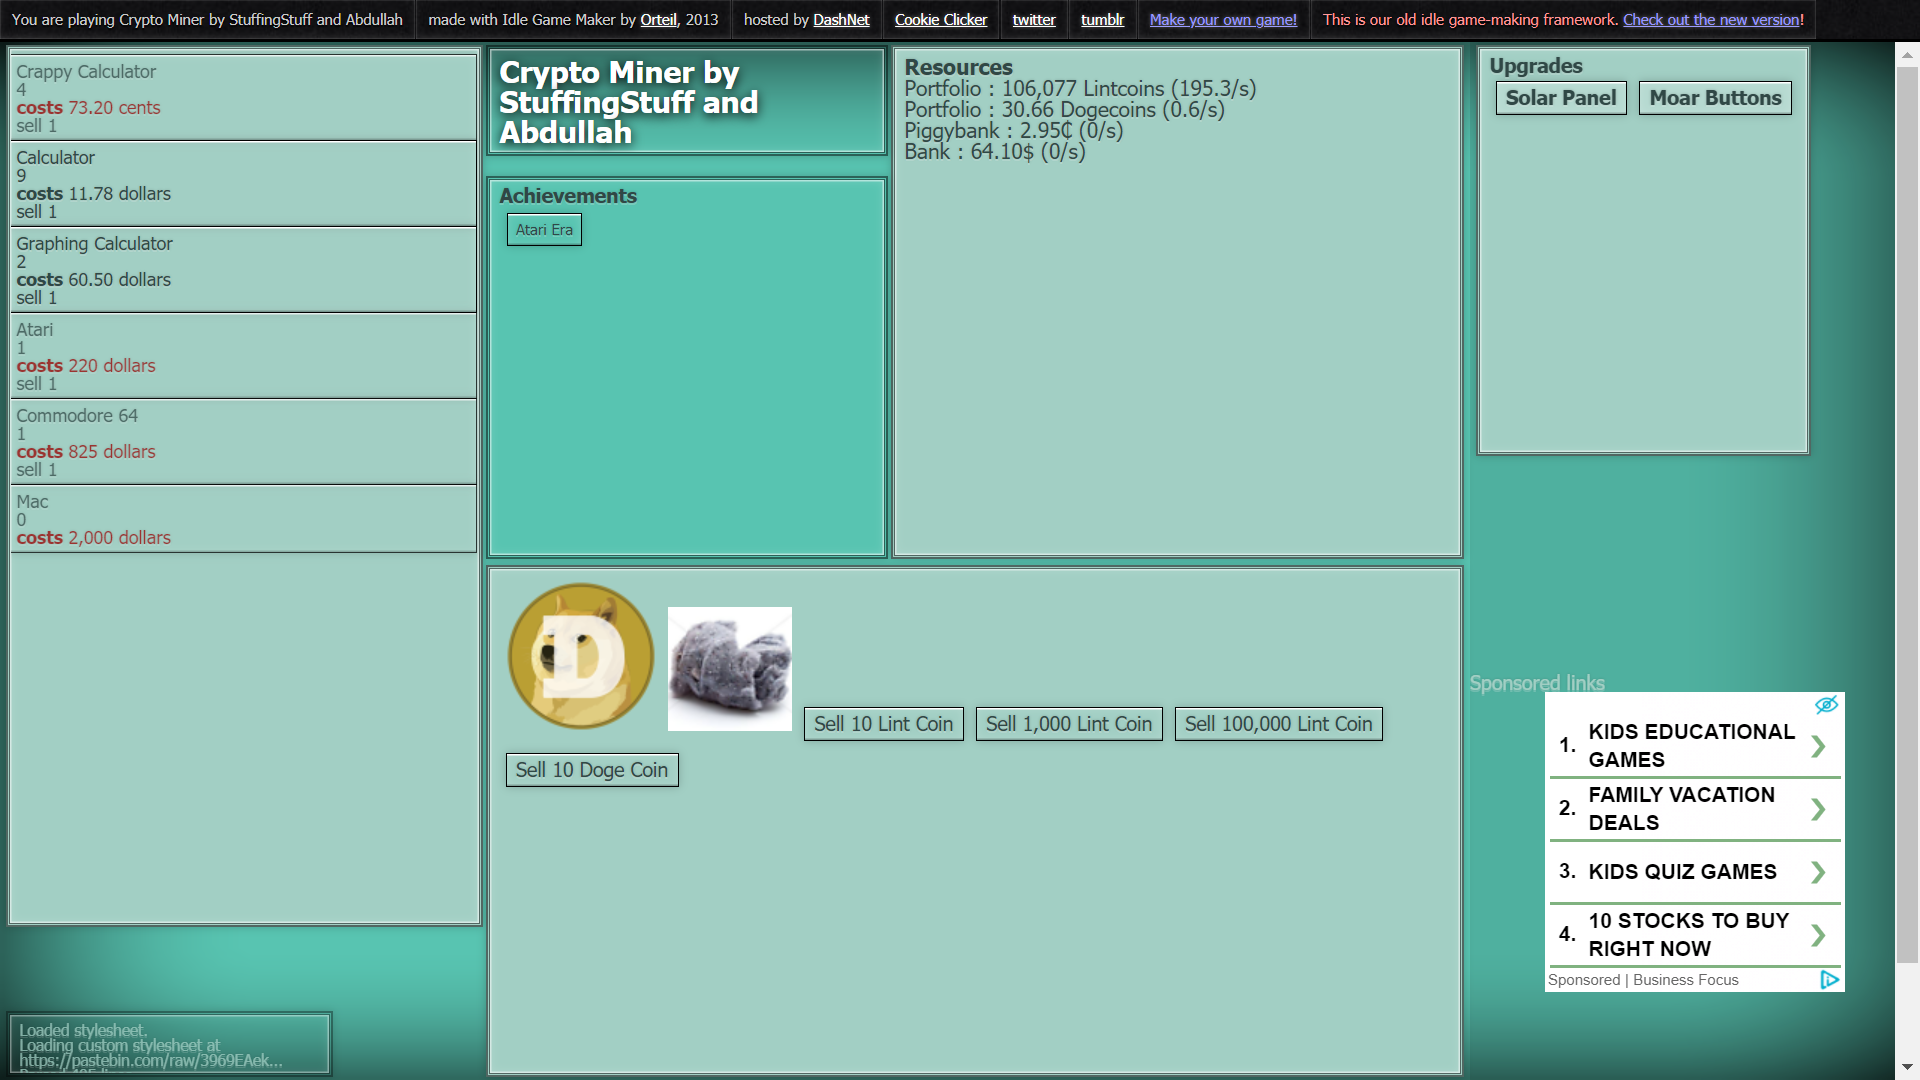 You are playing Crypto Miner by StuffingStuff and Abdullah
made with Idle Game Maker by Orteil, 2013
hosted by DashNet
Cookie Clicker
twitter
tumblr
Make your own game!
This is our old idle game-making framework. Check out the new version!
Crappy Calculator
4
costs 73.20 cents
sell 1
Calculator
9
costs 11.78 dollars
sell 1
Graphing Calculator
2
costs 60.50 dollars
sell 1
Atari
1
costs 220 dollars
sell 1
Commodore 64
1
costs 825 dollars
sell 1
Mac
0
costs 2,000 dollars
Crypto Miner by
StuffingStuff and
Abdullah
Achievements
Atari Era
Resources
Portfolio : 106,077 Lintcoins (195.3/s)
Portfolio : 30.66 Dogecoins (0.6/s)
Piggybank : 2.95₵ (0/s)
Bank : 64.10$ (0/s)
Upgrades
Solar Panel
Moar Buttons
D
Sell 10 Lint Coin
Sell 1,000 Lint Coin
Sell 100,000 Lint Coin
Sell 10 Doge Coin
Sponsored links
1. KIDS EDUCATIONAL
GAMES
2. FAMILY VACATION
DEALS
3. KIDS QUIZ GAMES
4. 10 STOCKS TO BUY
RIGHT NOW
Sponsored | Business Focus
Loaded stylesheet.
Loading custom stylesheet at
https://pastebin.com/raw/3969EAek...